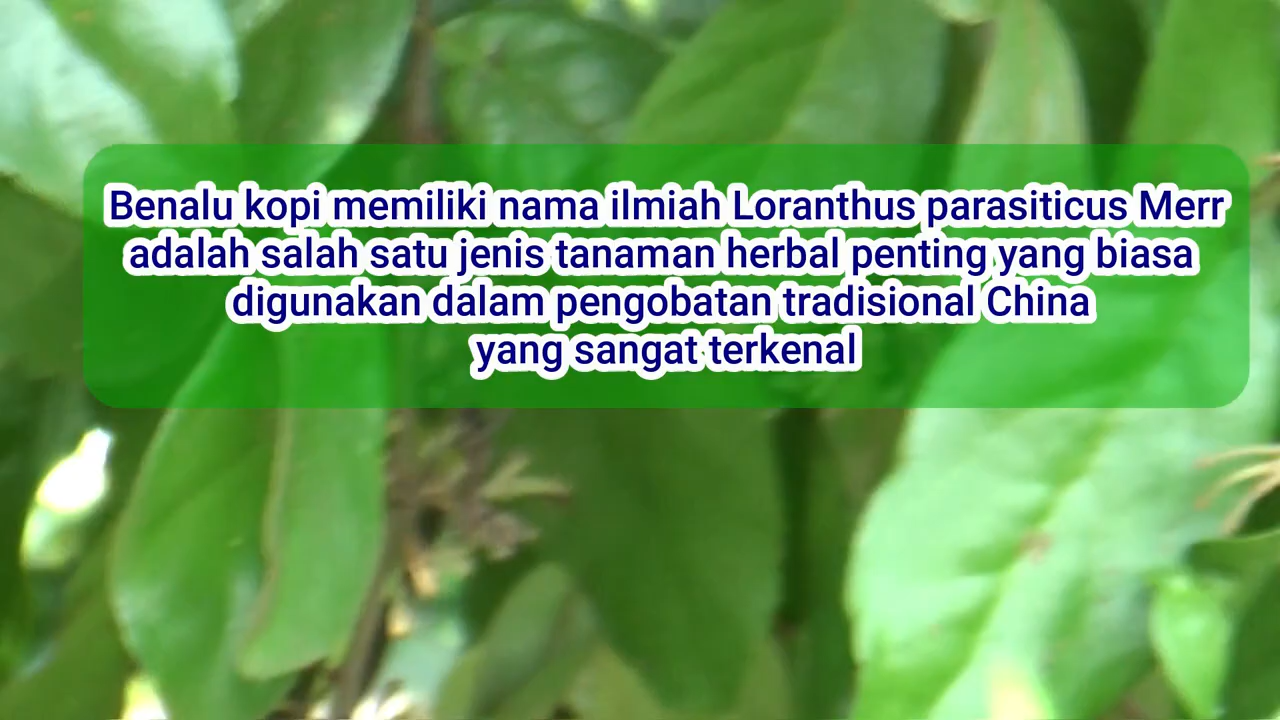 Benalu kopi memiliki nama ilmiah Loranthus parasiticus Merr
adalah salah satu jenis tanaman herbal penting yang biasa
digunakan dalam pengobatan tradisional China
yang sangat terkenal